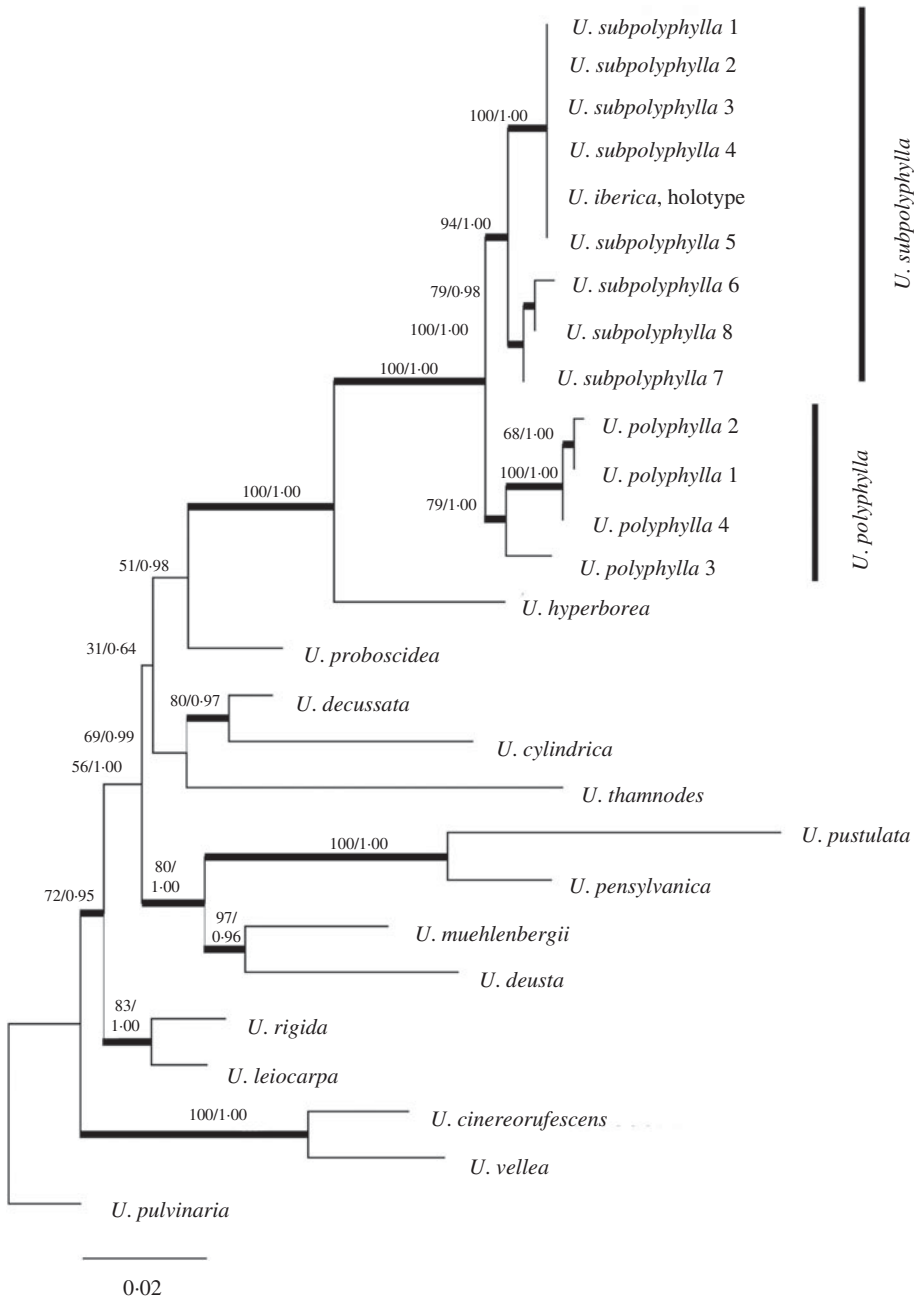 U. subpolyphylla 1
U. subpolyphylla 2
U. subpolyphylla 3
100/1·00
U. subpolyphylla 4
U. iberica, holotype
U. subpolyphylla
94/1·00
U. subpolyphylla 5
79/0·98
U. subpolyphylla 6
100/1·00
U. subpolyphylla 8
100/1·00
U. subpolyphylla 7
U. polyphylla 2
68/1·00
100/1·00
U. polyphylla 1
U. polyphylla
100/1·00
79/1·00
U. polyphylla 4
51/0·98
U. polyphylla 3
U. hyperborea
31/0·64
U. proboscidea
80/0·97
U. decussata
69/0·99
U. cylindrica
56/1·00
U. thamnodes
U. pustulata
100/1·00
80/
1·00
U. pensylvanica
72/0·95
97/
0·96
U. muehlenbergii
U. deusta
83/
1·00
U. rigida
U. leiocarpa
100/1·00
U. cinereorufescens
U. vellea
U. pulvinaria
0·02